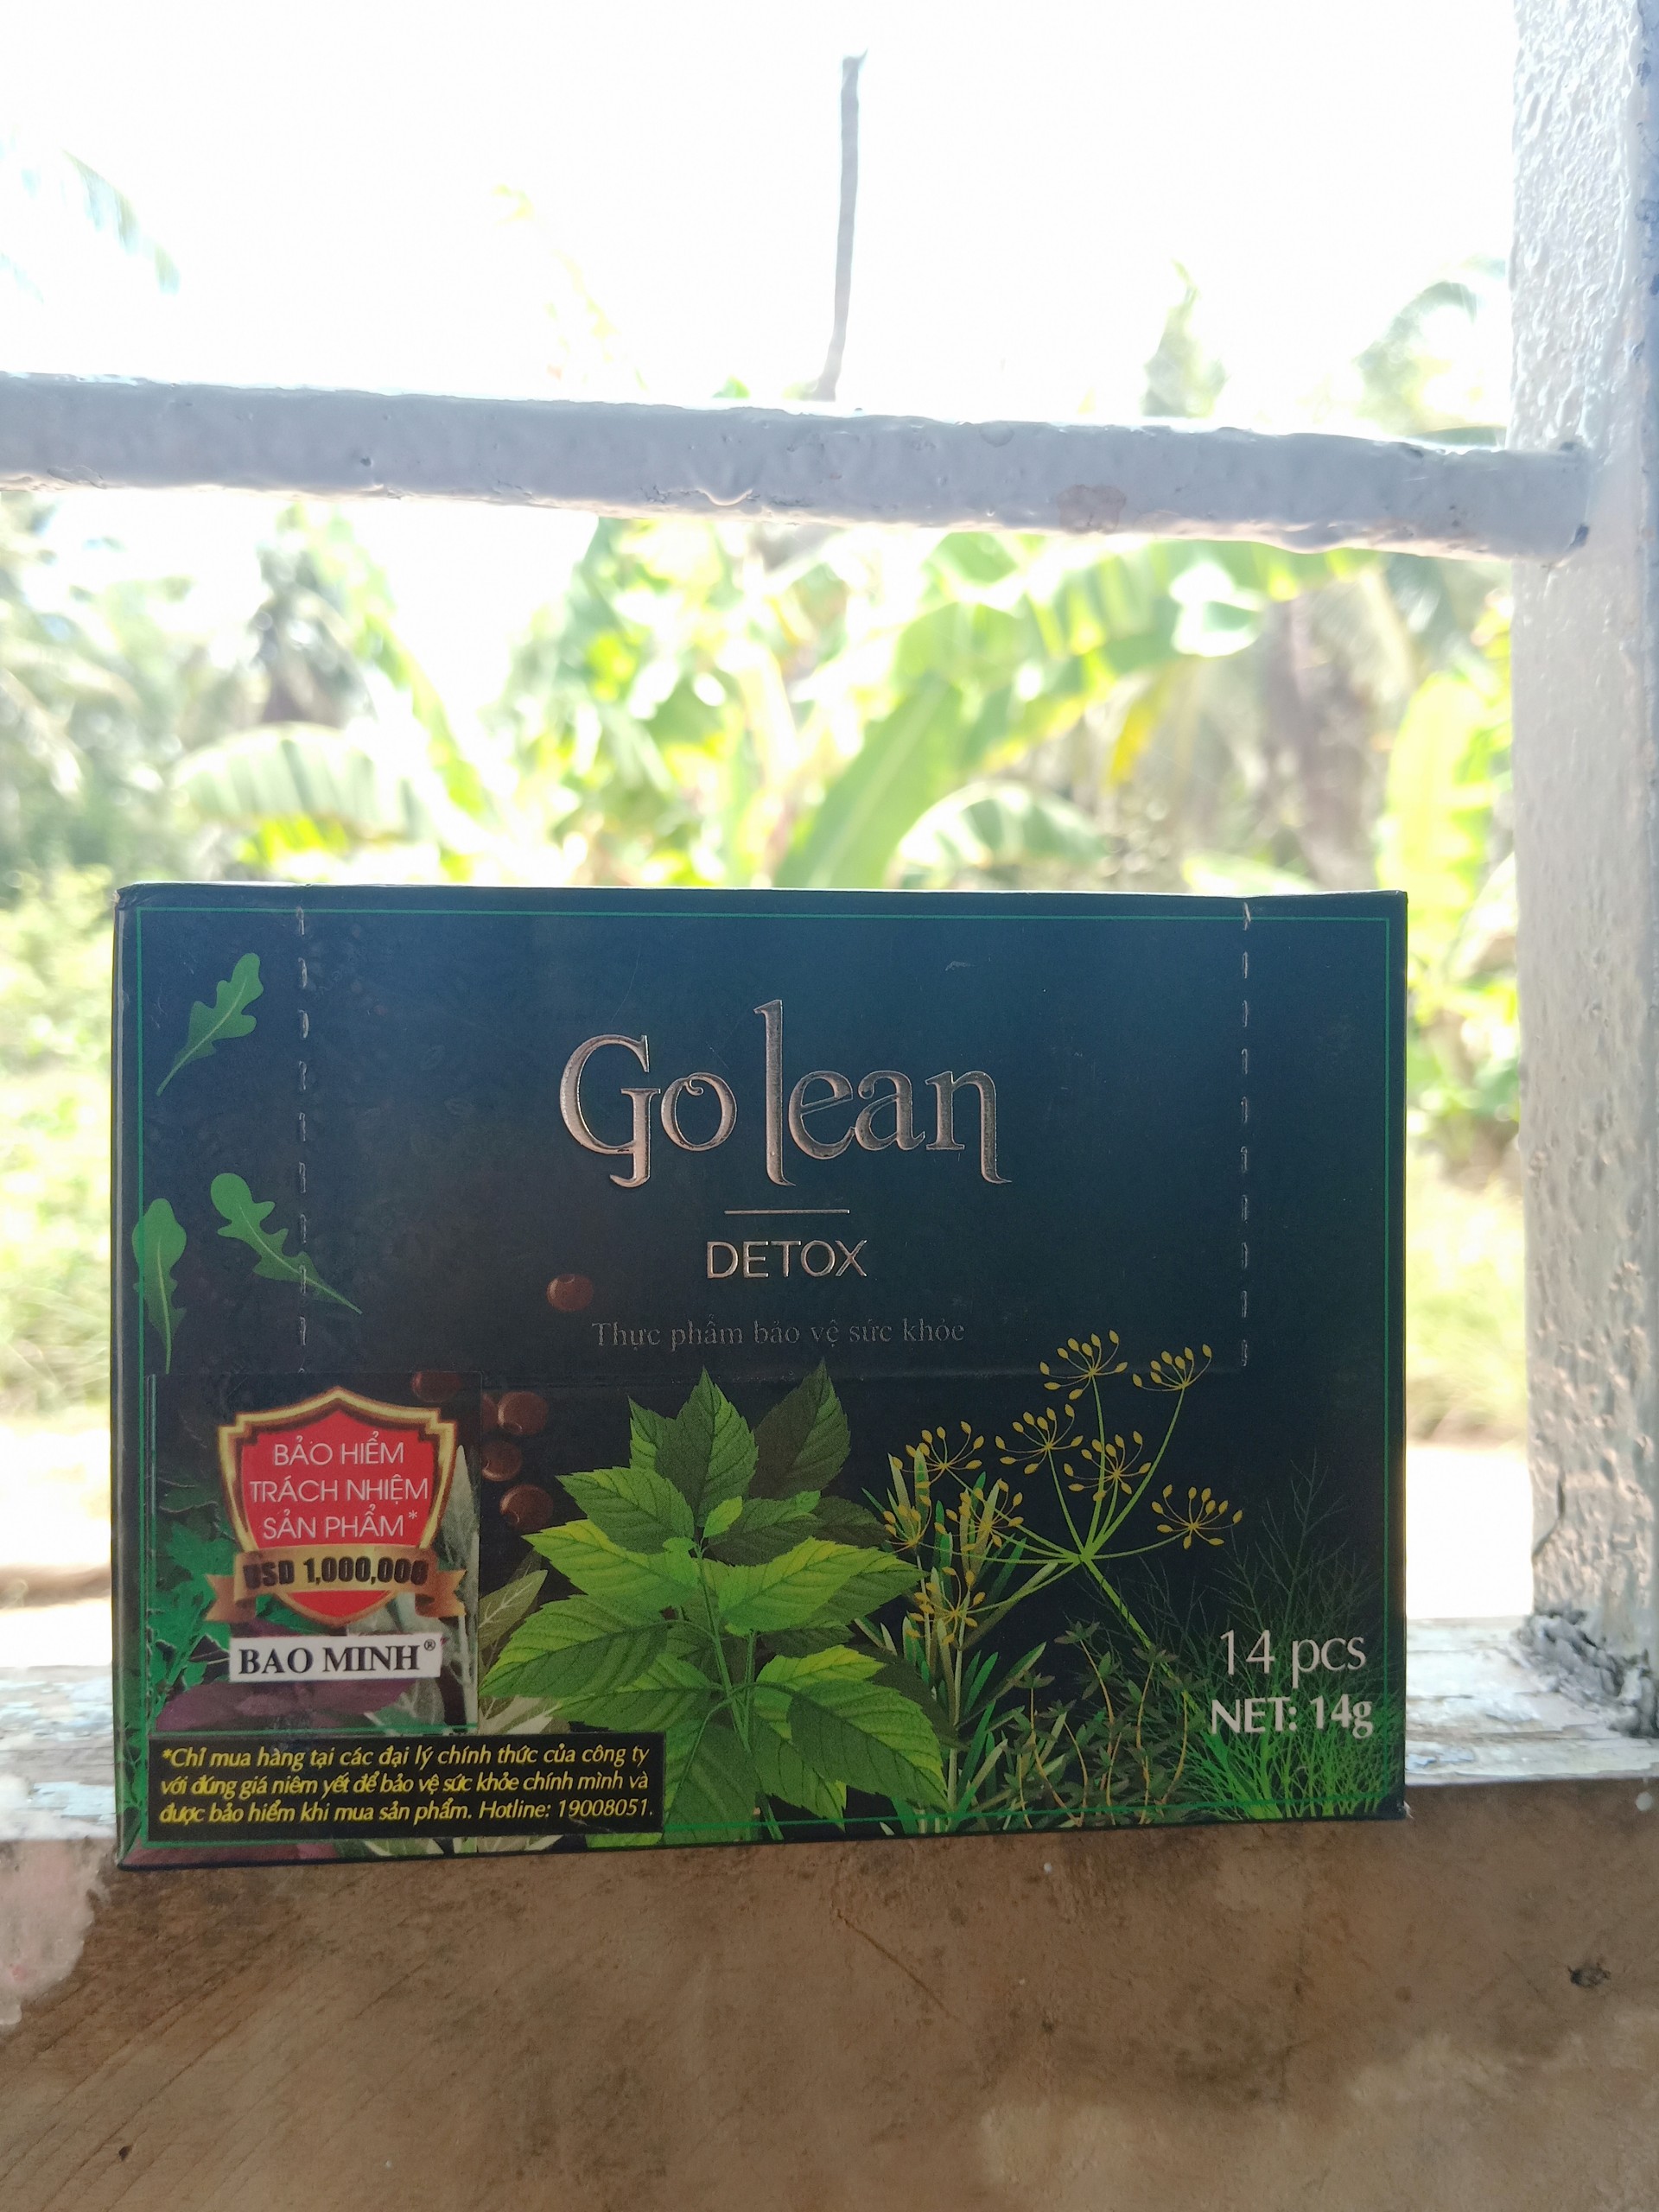 Go lean
DETOX
Thực phẩm bảo vệ sức khỏe
BẢO HIỂM
TRÁCH NHIỆM
SẢN PHẨM*
USD 1,000,000
BAO MINH®
14 pcs
NET: 14g
*Chỉ mua hàng tại các đại lý chính thức của công ty
với đúng giá niêm yết để bảo vệ sức khỏe chính mình và
được bảo hiểm khi mua sản phẩm. Hotline: 19008051.